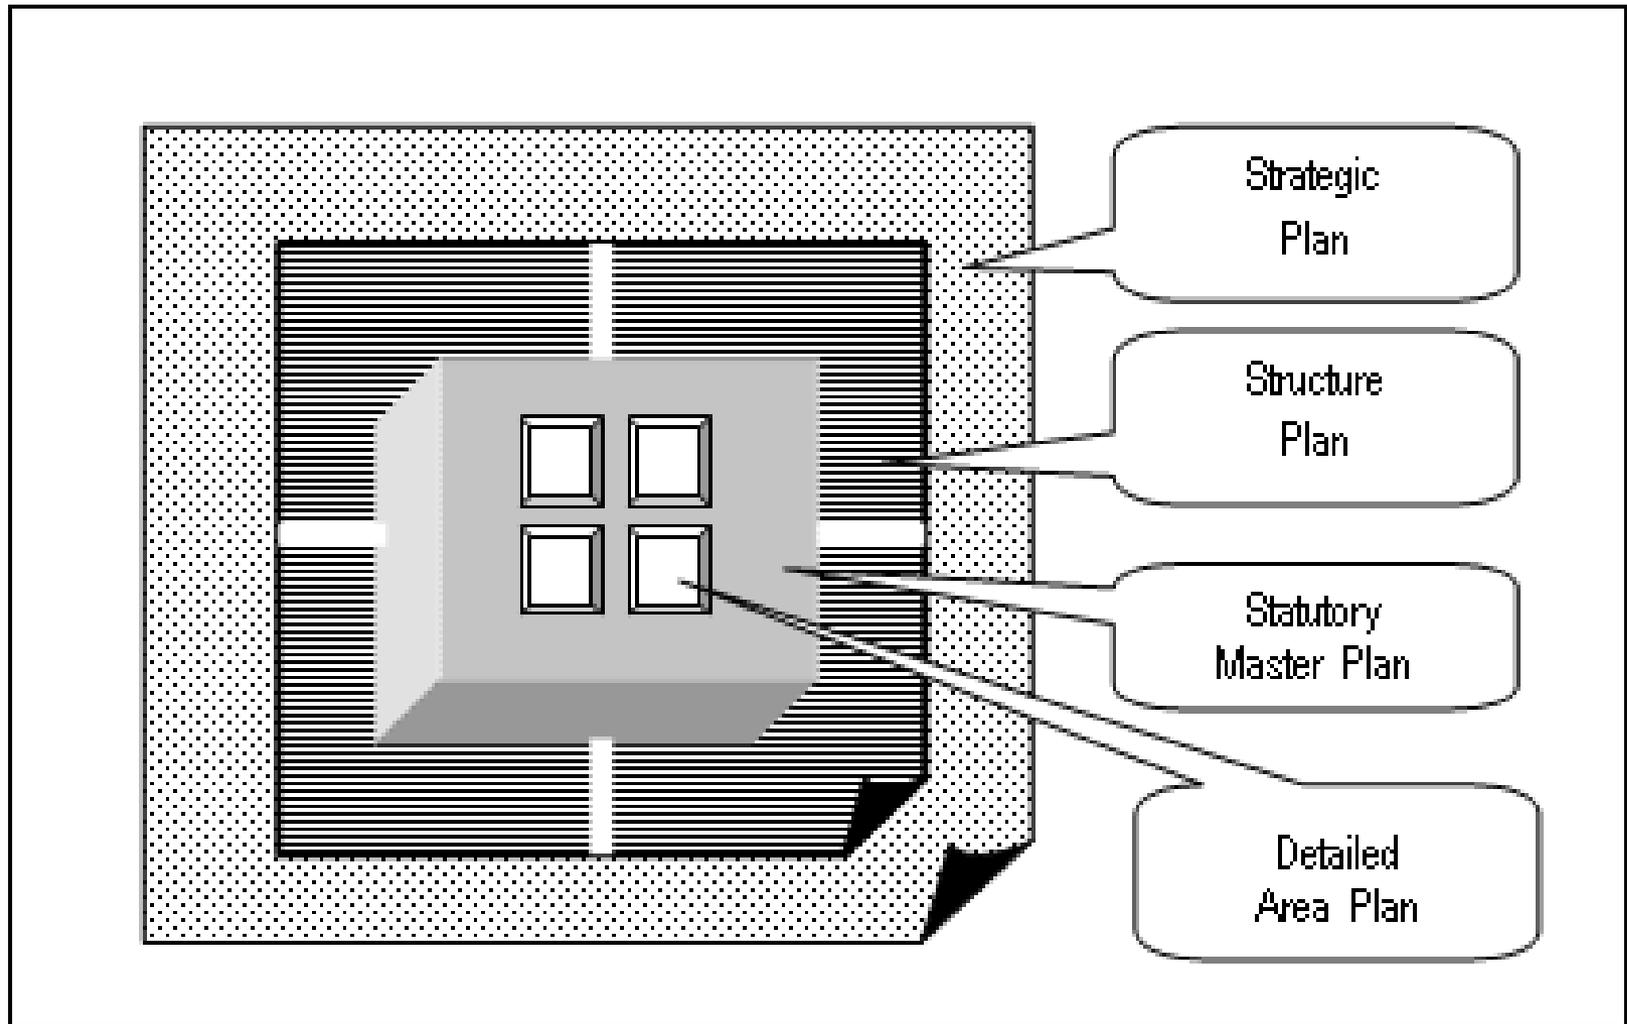 Strategic
Plan
Structure
Plan
Statutory
Master Plan
Detailed
Area Plan